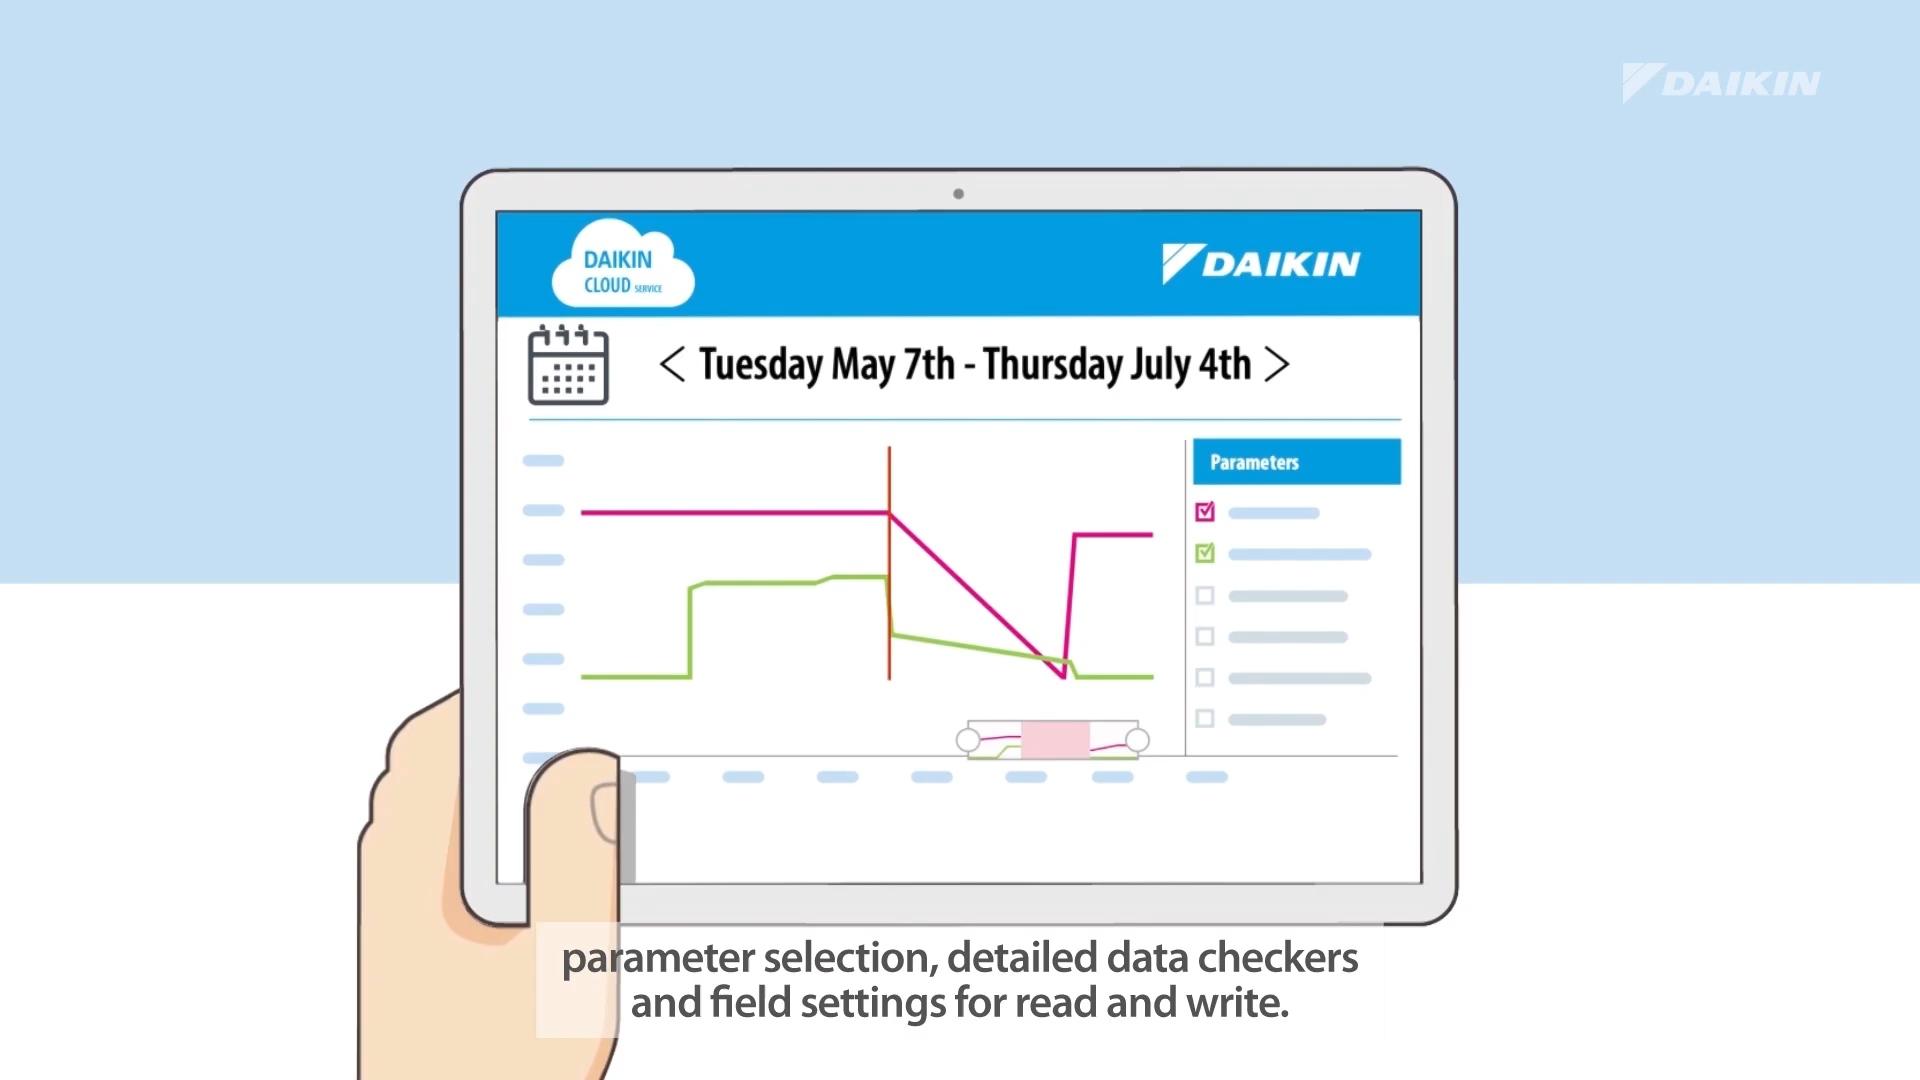 DAIKIN
DAIKIN
CLOUD SERVICE
DAIKIN
< Tuesday May 7th - Thursday July 4th >
Parameters
parameter selection, detailed data checkers
and field settings for read and write.